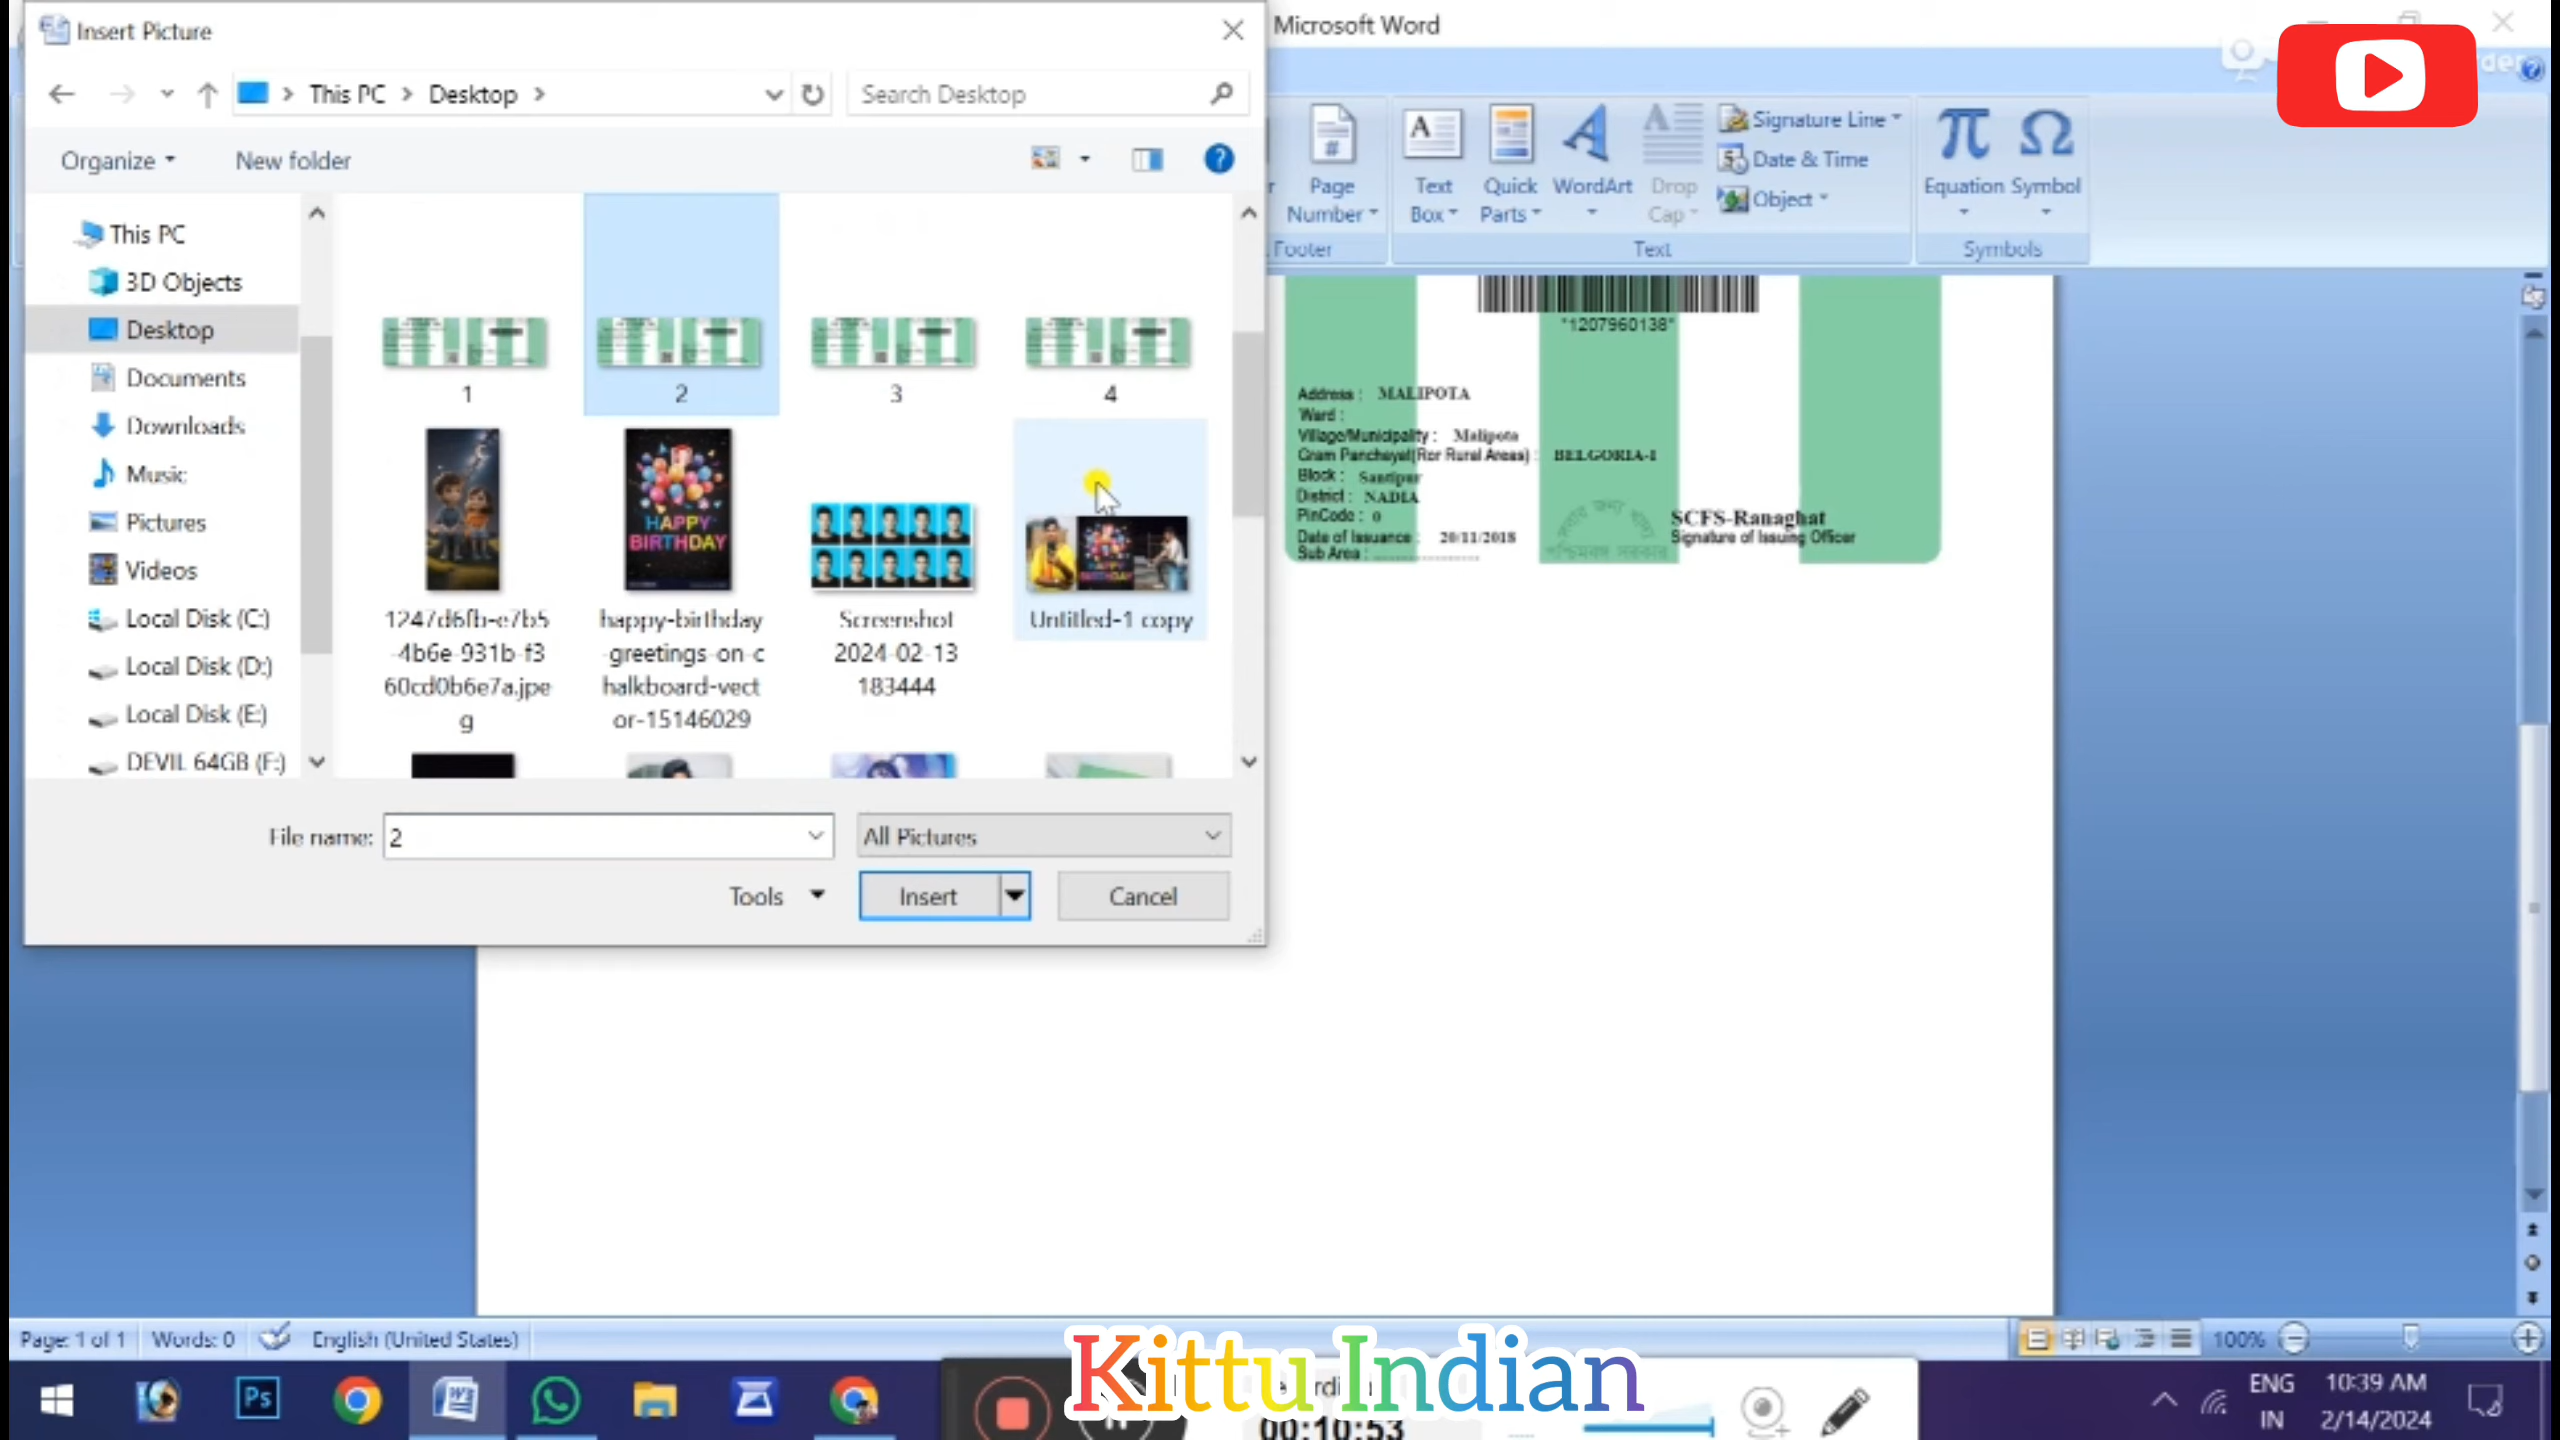 Insert Picture
Microsoft Word
This PC > Desktop >
Search Desktop
Organize
New folder
Page Number
Text Box
Quick Parts
WordArt
Drop Cap
Signature Line
Date & Time
Object
Equation
Symbol
Footer
Text
Symbols
This PC
3D Objects
Desktop
Documents
Downloads
Music
Pictures
Videos
Local Disk (C:)
Local Disk (D:)
Local Disk (E:)
DEVIL 64GB (F:)
1
2
3
4
HAPPY
BIRTHDAY
1247d6fb-e7b5
-4b6e-931b-f3
60cd0b6e7a.jpe
g
happy-birthday
-greetings-on-c
halkboard-vect
or-15146029
Screenshot
2024-02-13
183444
Untitled-1 copy
File name: 2
All Pictures
Tools
Insert
Cancel
*1207960138*
Address : MALIPOTA
Ward :
Village/Municipality : Malipota
Gram Panchayat(Ror Rural Areas) : BELGORIA-I
Block : Santipur
District : NADIA
PinCode : 0
Date of Issuance : 20/11/2018
Sub Area :
SCFS-Ranaghat
Signature of Issuing Officer
Page: 1 of 1
Words: 0
English (United States)
100%
Kittu Indian
00:10:53
Ps
ENG
IN
10:39 AM
2/14/2024